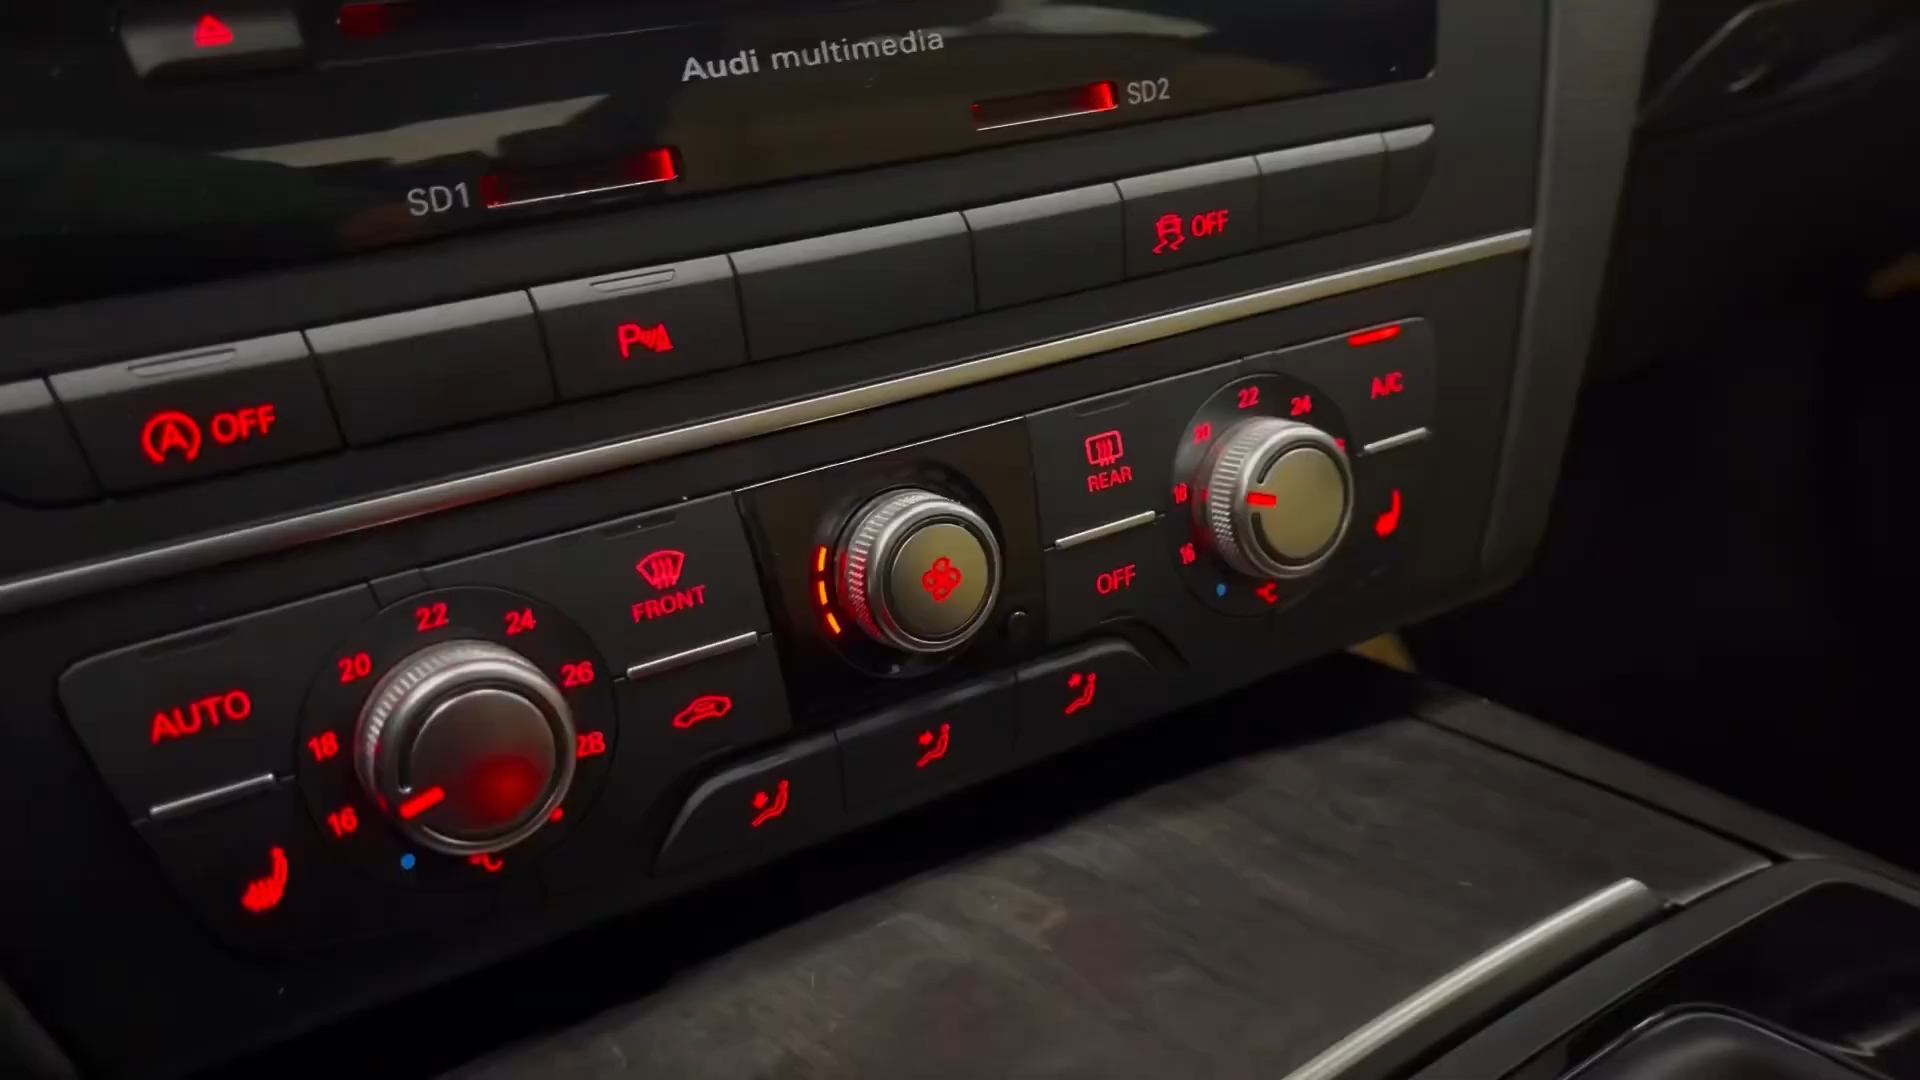 Audi multimedia
SD2
SD1
OFF
P
A OFF
A/C
22
24
20
18
16
°C
REAR
OFF
FRONT
22
24
20
26
18
28
16
°C
AUTO